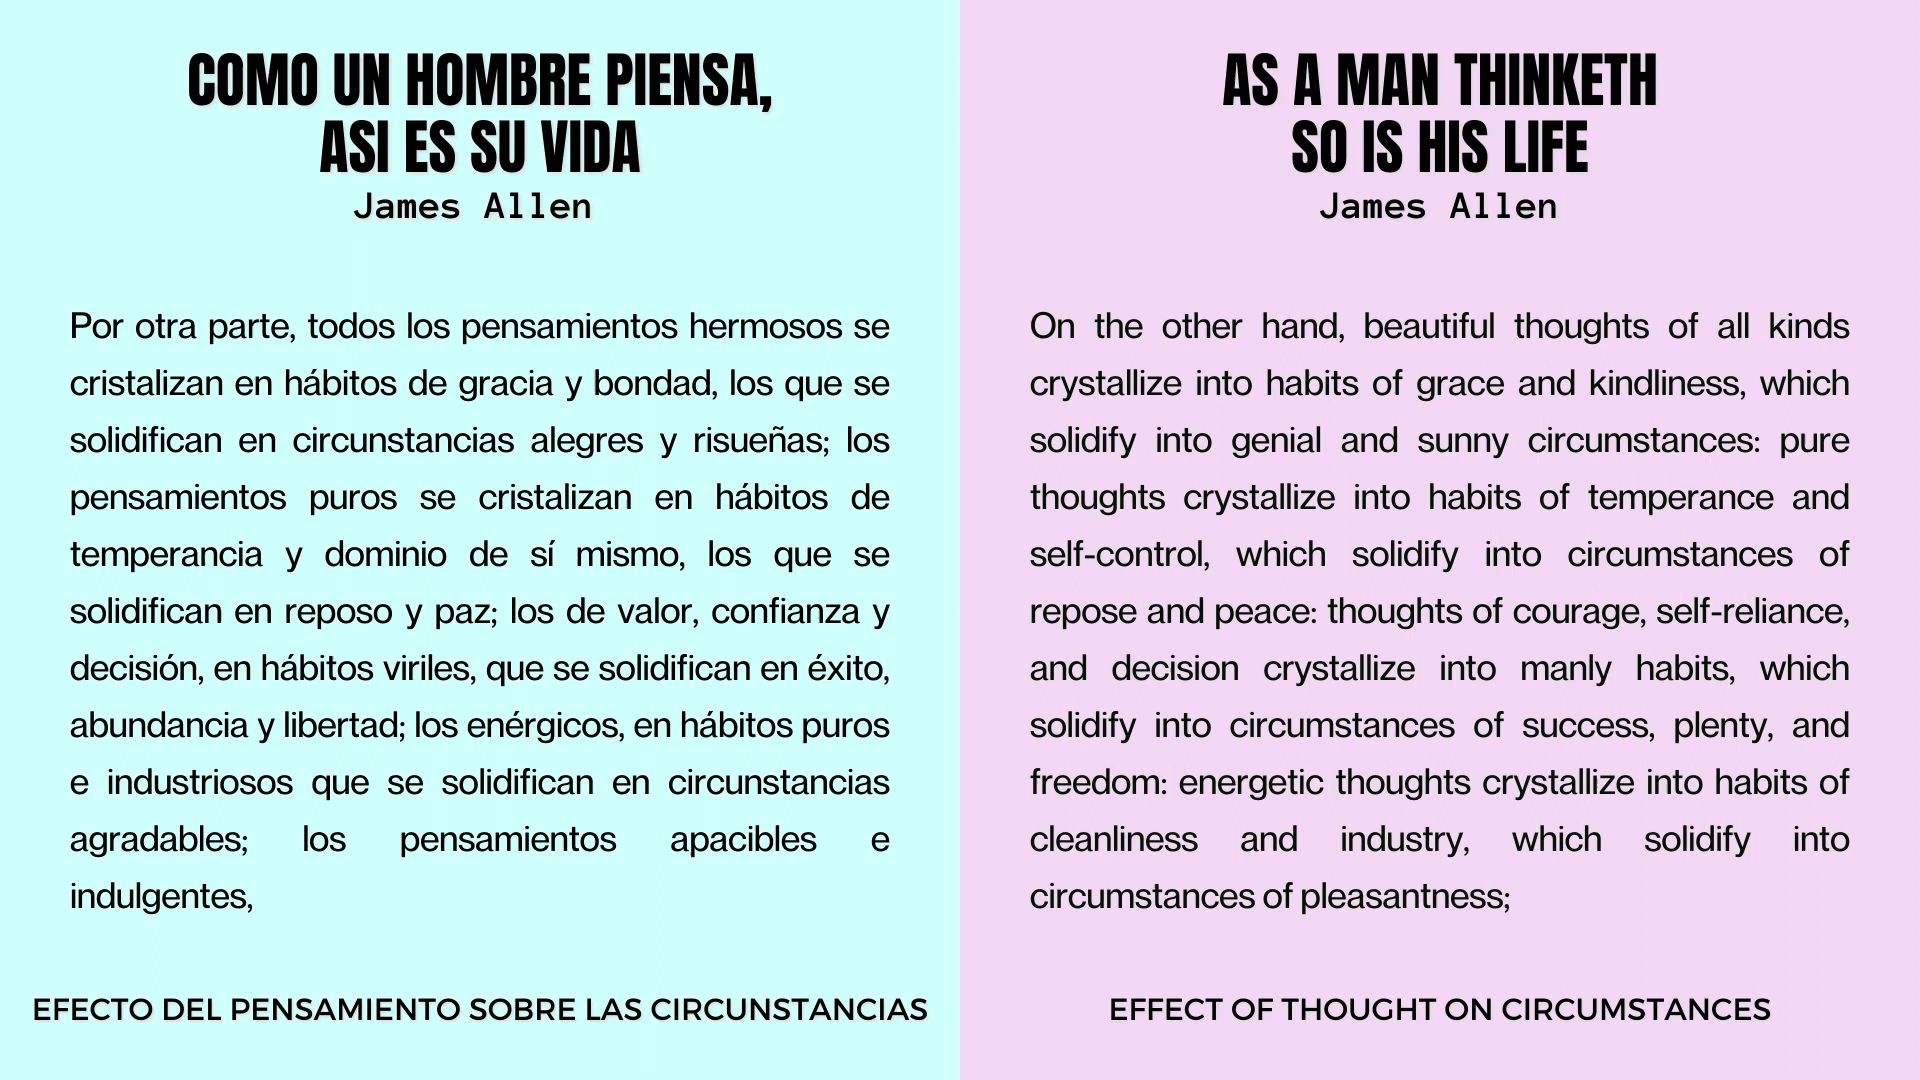 COMO UN HOMBRE PIENSA,
ASI ES SU VIDA
James Allen
Por otra parte, todos los pensamientos hermosos se
cristalizan en hábitos de gracia y bondad, los que se
solidifican en circunstancias alegres y risueñas; los
pensamientos puros se cristalizan en hábitos de
temperancia y dominio de sí mismo, los que se
solidifican en reposo y paz; los de valor, confianza y
decisión, en hábitos viriles, que se solidifican en éxito,
abundancia y libertad; los enérgicos, en hábitos puros
e industriosos que se solidifican en circunstancias
agradables; los pensamientos apacibles e
indulgentes,
EFECTO DEL PENSAMIENTO SOBRE LAS CIRCUNSTANCIAS
AS A MAN THINKETH
SO IS HIS LIFE
James Allen
On the other hand, beautiful thoughts of all kinds
crystallize into habits of grace and kindliness, which
solidify into genial and sunny circumstances: pure
thoughts crystallize into habits of temperance and
self-control, which solidify into circumstances of
repose and peace: thoughts of courage, self-reliance,
and decision crystallize into manly habits, which
solidify into circumstances of success, plenty, and
freedom: energetic thoughts crystallize into habits of
cleanliness and industry, which solidify into
circumstances of pleasantness;
EFFECT OF THOUGHT ON CIRCUMSTANCES